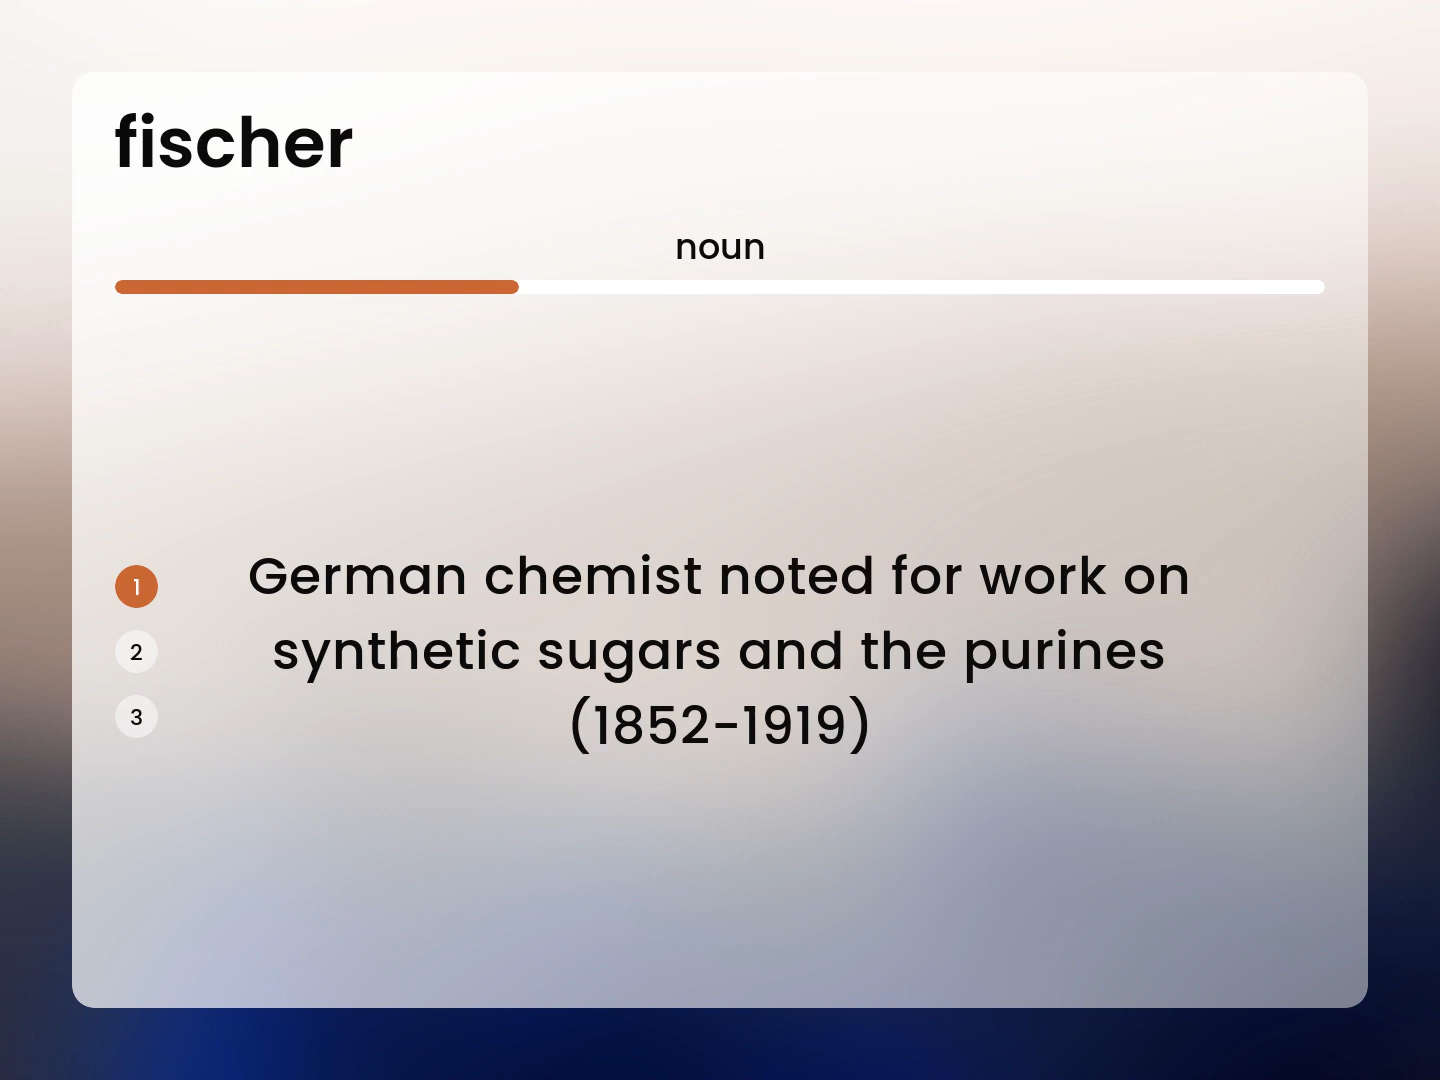 fischer
noun
1
2
3
German chemist noted for work on
synthetic sugars and the purines
(1852-1919)